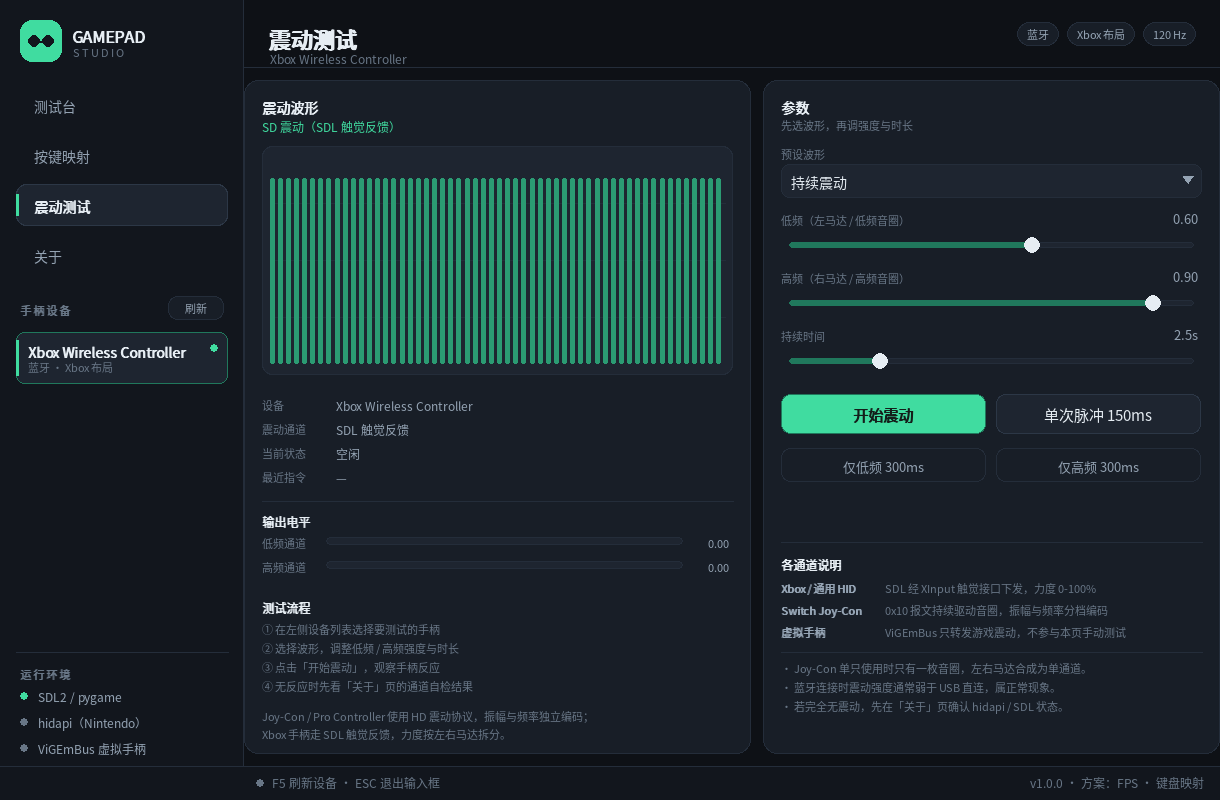 GAMEPAD
STUDIO
测试台
按键映射
震动测试
关于
手柄设备
刷新
Xbox Wireless Controller
蓝牙 · Xbox 布局
运行环境
SDL2 / pygame
hidapi（Nintendo）
ViGEmBus 虚拟手柄
震动测试
Xbox Wireless Controller
蓝牙
Xbox 布局
120 Hz
震动波形
SD 震动（SDL 触觉反馈）
设备 Xbox Wireless Controller
震动通道 SDL 触觉反馈
当前状态 空闲
最近指令 —
输出电平
低频通道 0.00
高频通道 0.00
测试流程
① 在左侧设备列表选择要测试的手柄
② 选择波形，调整低频 / 高频强度与时长
③ 点击「开始震动」，观察手柄反应
④ 无反应时先看「关于」页的通道自检结果
Joy-Con / Pro Controller 使用 HD 震动协议，振幅与频率独立编码；
Xbox 手柄走 SDL 触觉反馈，力度按左右马达拆分。
参数
先选波形，再调强度与时长
预设波形
持续震动
低频（左马达 / 低频音圈） 0.60
高频（右马达 / 高频音圈） 0.90
持续时间 2.5s
开始震动
单次脉冲 150ms
仅低频 300ms
仅高频 300ms
各通道说明
Xbox / 通用 HID SDL 经 XInput 触觉接口下发，力度 0-100%
Switch Joy-Con 0x10 报文持续驱动音圈，振幅与频率分档编码
虚拟手柄 ViGEmBus 只转发游戏震动，不参与本页手动测试
· Joy-Con 单只使用时只有一枚音圈，左右马达合成为单通道。
· 蓝牙连接时震动强度通常弱于 USB 直连，属正常现象。
· 若完全无震动，先在「关于」页确认 hidapi / SDL 状态。
F5 刷新设备 · ESC 退出输入框
v1.0.0 · 方案：FPS · 键盘映射